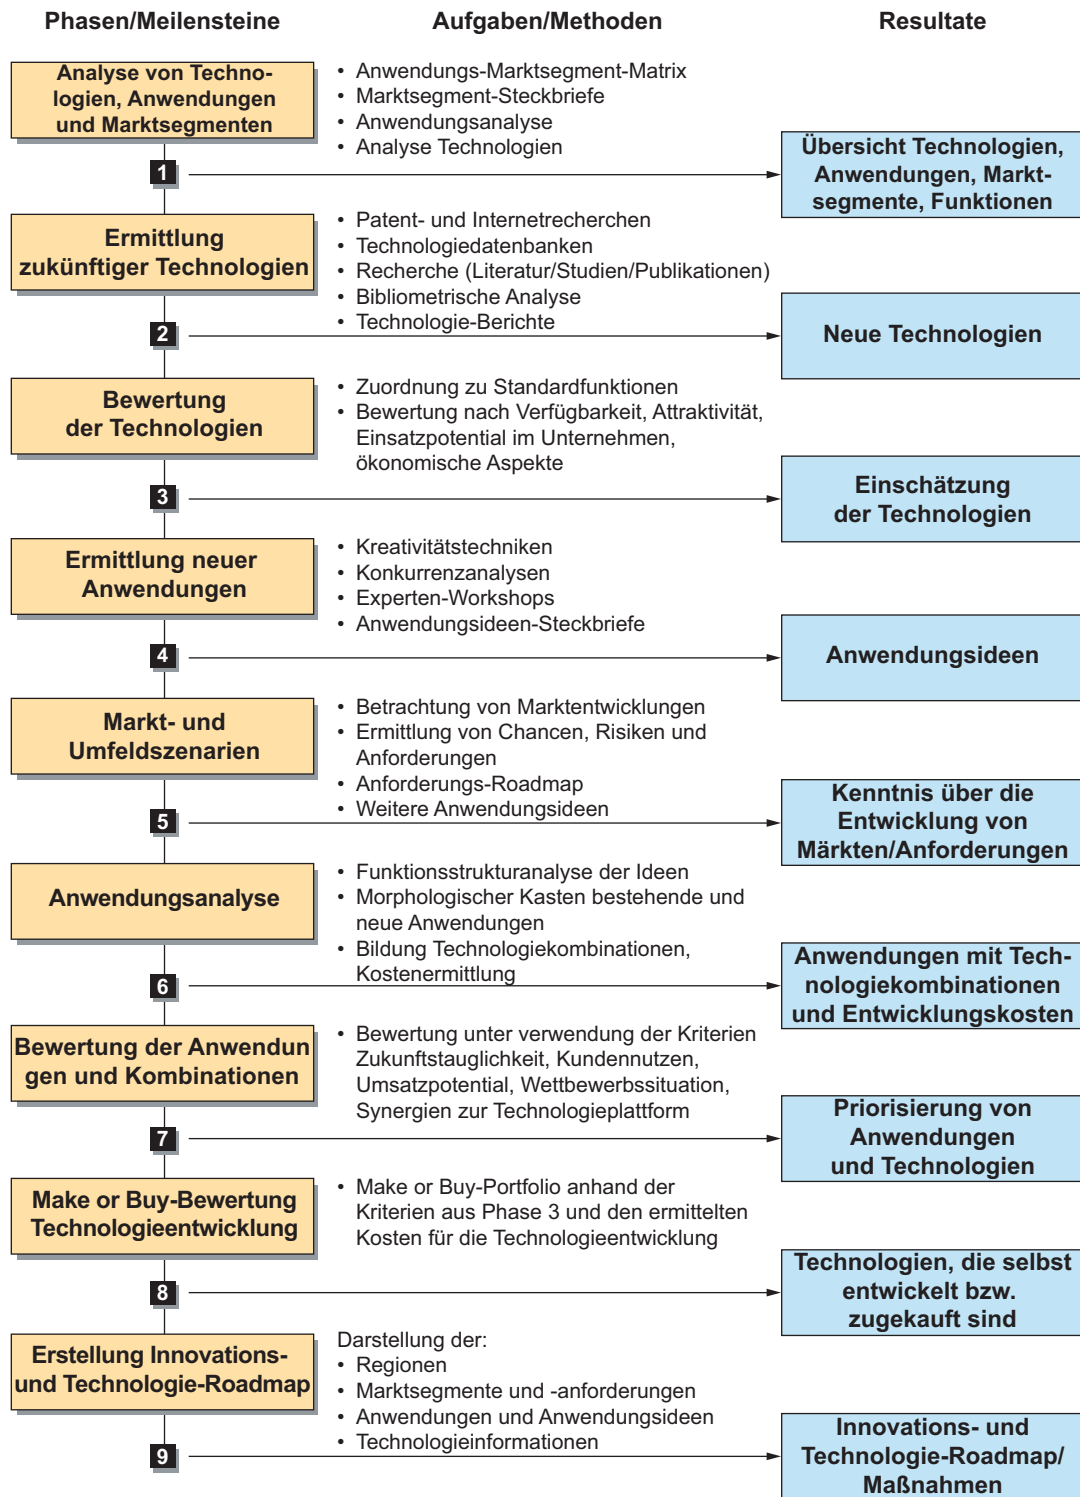 Phasen/Meilensteine
Aufgaben/Methoden
Resultate
Analyse von Techno-
logien, Anwendungen
und Marktsegmenten
• Anwendungs-Marktsegment-Matrix
• Marktsegment-Steckbriefe
• Anwendungsanalyse
• Analyse Technologien
1
Übersicht Technologien,
Anwendungen, Markt-
segmente, Funktionen
Ermittlung
zukünftiger Technologien
• Patent- und Internetrecherchen
• Technologiedatenbanken
• Recherche (Literatur/Studien/Publikationen)
• Bibliometrische Analyse
• Technologie-Berichte
2
Neue Technologien
Bewertung
der Technologien
• Zuordnung zu Standardfunktionen
• Bewertung nach Verfügbarkeit, Attraktivität,
Einsatzpotential im Unternehmen,
ökonomische Aspekte
3
Einschätzung
der Technologien
Ermittlung neuer
Anwendungen
• Kreativitätstechniken
• Konkurrenzanalysen
• Experten-Workshops
• Anwendungsideen-Steckbriefe
4
Anwendungsideen
Markt- und
Umfeldszenarien
• Betrachtung von Marktentwicklungen
• Ermittlung von Chancen, Risiken und
Anforderungen
• Anforderungs-Roadmap
• Weitere Anwendungsideen
5
Kenntnis über die
Entwicklung von
Märkten/Anforderungen
Anwendungsanalyse
• Funktionsstrukturanalyse der Ideen
• Morphologischer Kasten bestehende und
neue Anwendungen
• Bildung Technologiekombinationen,
Kostenermittlung
6
Anwendungen mit Tech-
nologiekombinationen
und Entwicklungskosten
Bewertung der Anwendun
gen und Kombinationen
• Bewertung unter verwendung der Kriterien
Zukunftstauglichkeit, Kundennutzen,
Umsatzpotential, Wettbewerbssituation,
Synergien zur Technologieplattform
7
Priorisierung von
Anwendungen
und Technologien
Make or Buy-Bewertung
Technologieentwicklung
• Make or Buy-Portfolio anhand der
Kriterien aus Phase 3 und den ermittelten
Kosten für die Technologieentwicklung
8
Technologien, die selbst
entwickelt bzw.
zugekauft sind
Erstellung Innovations-
und Technologie-Roadmap
Darstellung der:
• Regionen
• Marktsegmente und -anforderungen
• Anwendungen und Anwendungsideen
• Technologieinformationen
9
Innovations- und
Technologie-Roadmap/
Maßnahmen